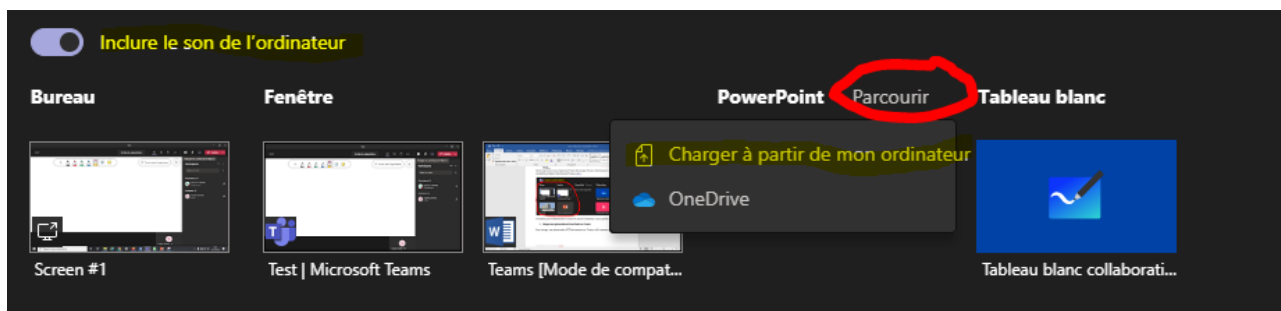 Inclure le son de l'ordinateur
Bureau
Fenêtre
PowerPoint Parcourir
Tableau blanc
Charger à partir de mon ordinateur
OneDrive
Screen #1
Test | Microsoft Teams
Teams [Mode de compat...
Tableau blanc collaborati...